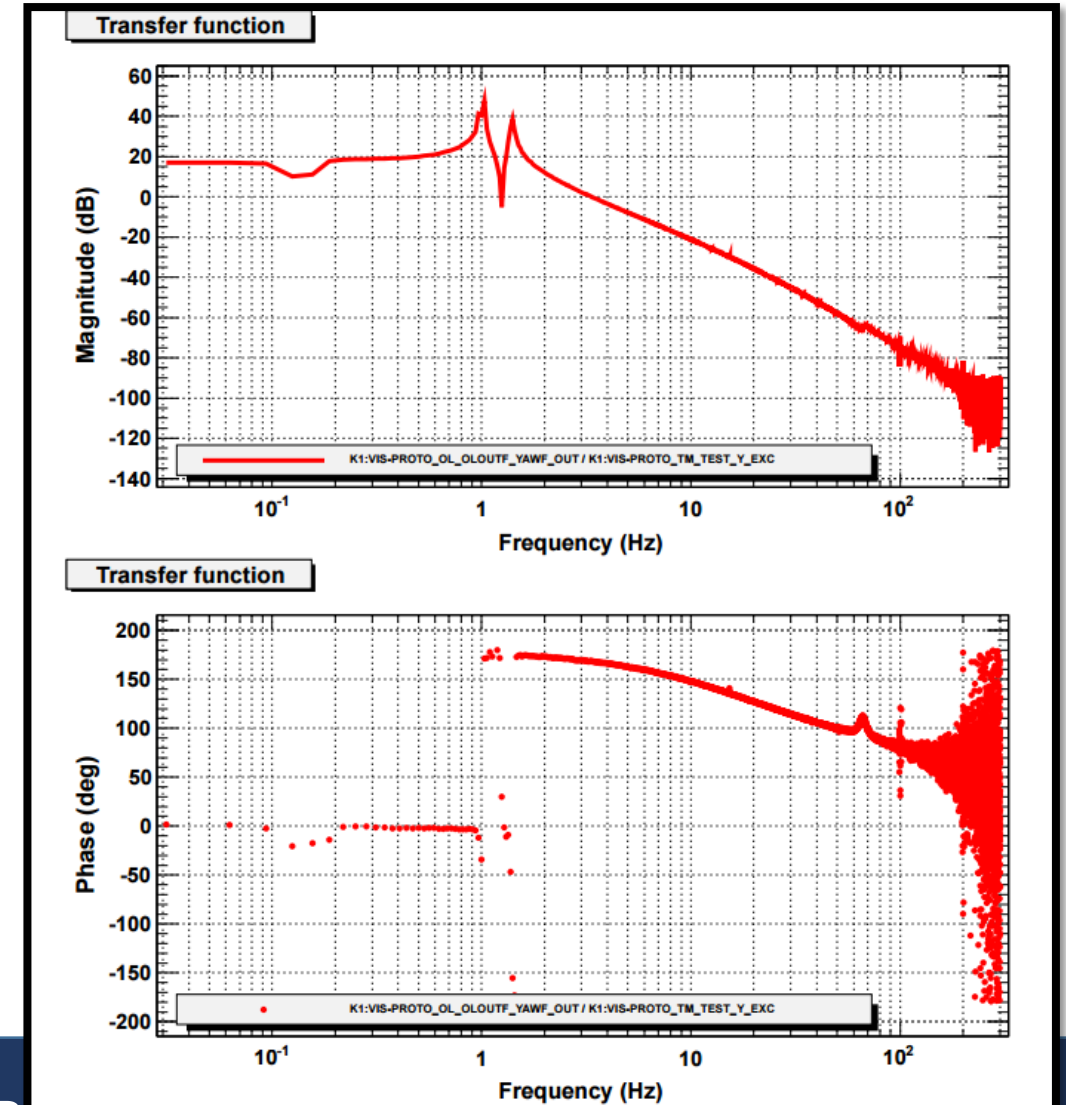 Transfer function
60
40
20
0
-20
-40
-60
-80
-100
-120
-140
Magnitude (dB)
K1:VIS-PROTO_OL_OLOUTF_YAWF_OUT / K1:VIS-PROTO_TM_TEST_Y_EXC
10⁻¹ 1 10 10²
Frequency (Hz)
Transfer function
200
150
100
50
0
-50
-100
-150
-200
Phase (deg)
K1:VIS-PROTO_OL_OLOUTF_YAWF_OUT / K1:VIS-PROTO_TM_TEST_Y_EXC
10⁻¹ 1 10 10²
Frequency (Hz)